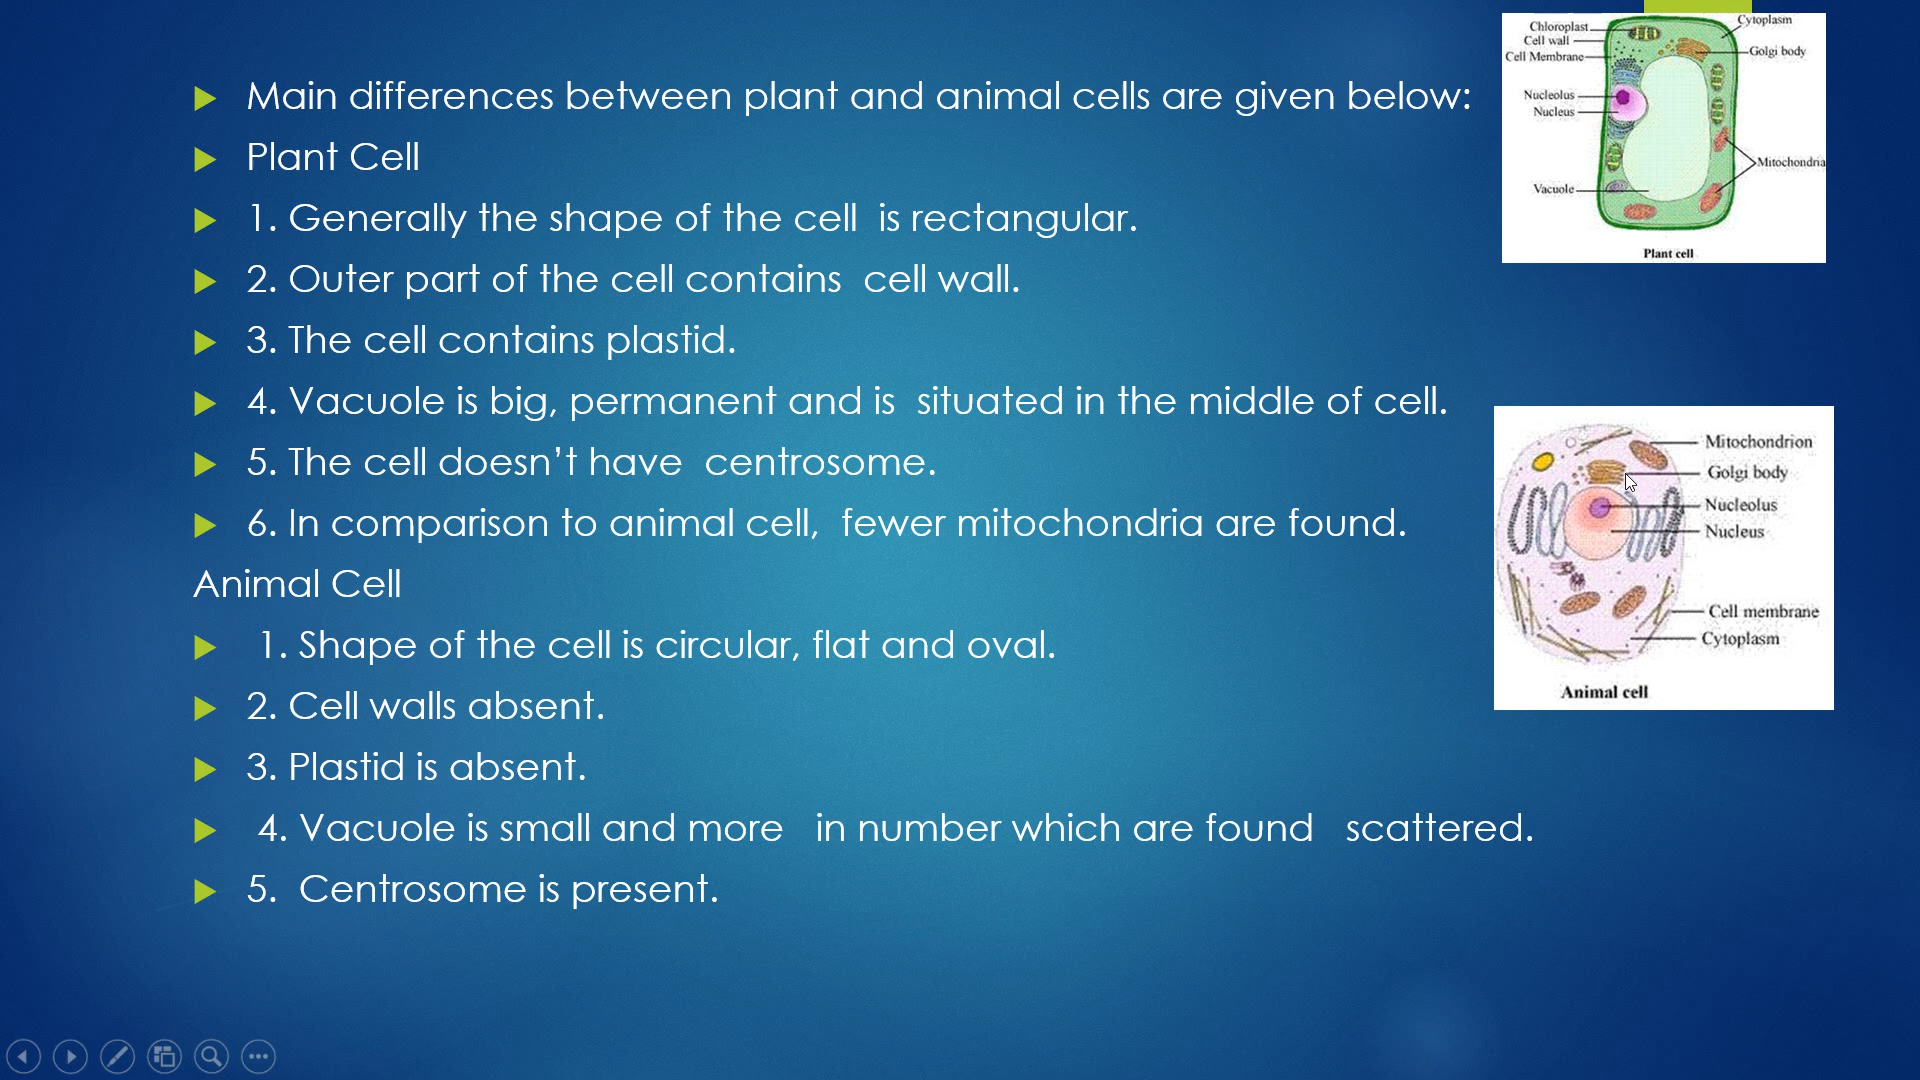 Main differences between plant and animal cells are given below:
Plant Cell
1. Generally the shape of the cell is rectangular.
2. Outer part of the cell contains cell wall.
3. The cell contains plastid.
4. Vacuole is big, permanent and is situated in the middle of cell.
5. The cell doesn't have centrosome.
6. In comparison to animal cell, fewer mitochondria are found.
Animal Cell
1. Shape of the cell is circular, flat and oval.
2. Cell walls absent.
3. Plastid is absent.
4. Vacuole is small and more in number which are found scattered.
5. Centrosome is present.
Chloroplast
Cell wall
Cell Membrane
Nucleolus
Nucleus
Vacuole
Cytoplasm
Golgi body
Mitochondria
Plant cell
Mitochondrion
Golgi body
Nucleolus
Nucleus
Cell membrane
Cytoplasm
Animal cell